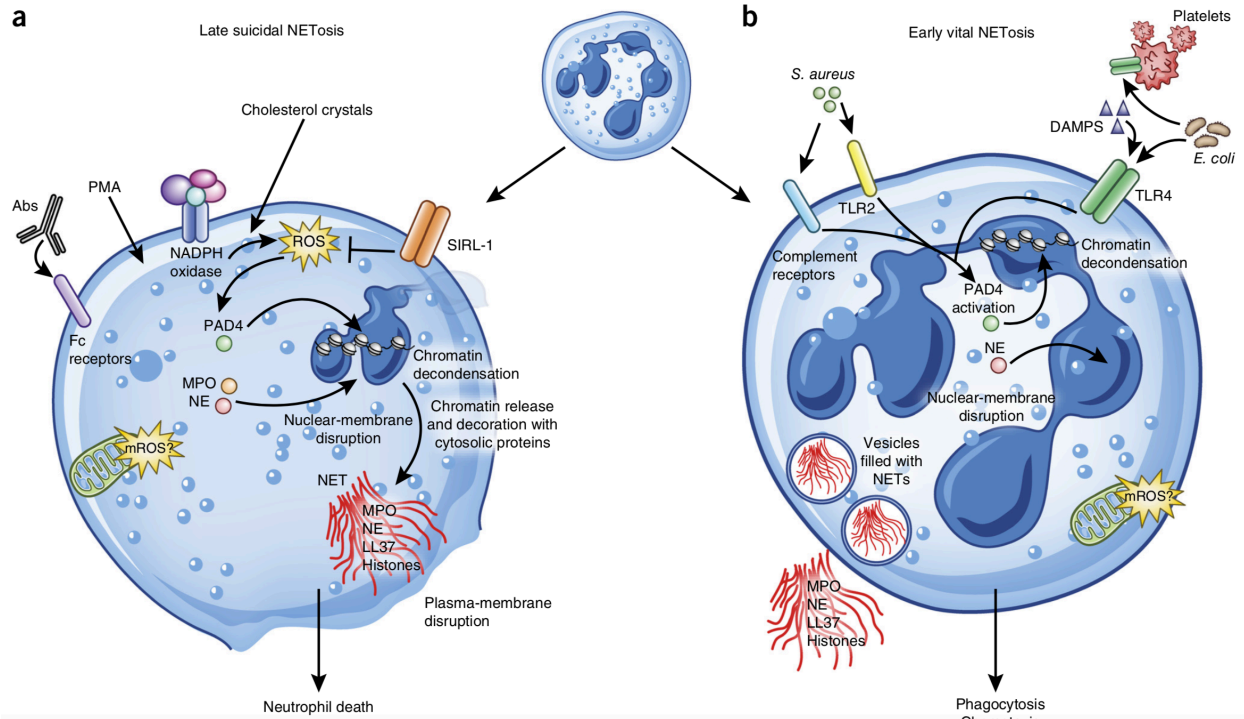 a
Late suicidal NETosis
Cholesterol crystals
PMA
Abs
NADPH
oxidase
ROS
SIRL-1
Fc
receptors
PAD4
MPO
NE
Chromatin
decondensation
Nuclear-membrane
disruption
Chromatin release
and decoration with
cytosolic proteins
mROS?
NET
MPO
NE
LL37
Histones
Plasma-membrane
disruption
Neutrophil death
b
Early vital NETosis
Platelets
S. aureus
DAMPS
E. coli
TLR2
TLR4
Complement
receptors
Chromatin
decondensation
PAD4
activation
NE
Nuclear-membrane
disruption
Vesicles
filled with
NETs
mROS?
MPO
NE
LL37
Histones
Phagocytosis